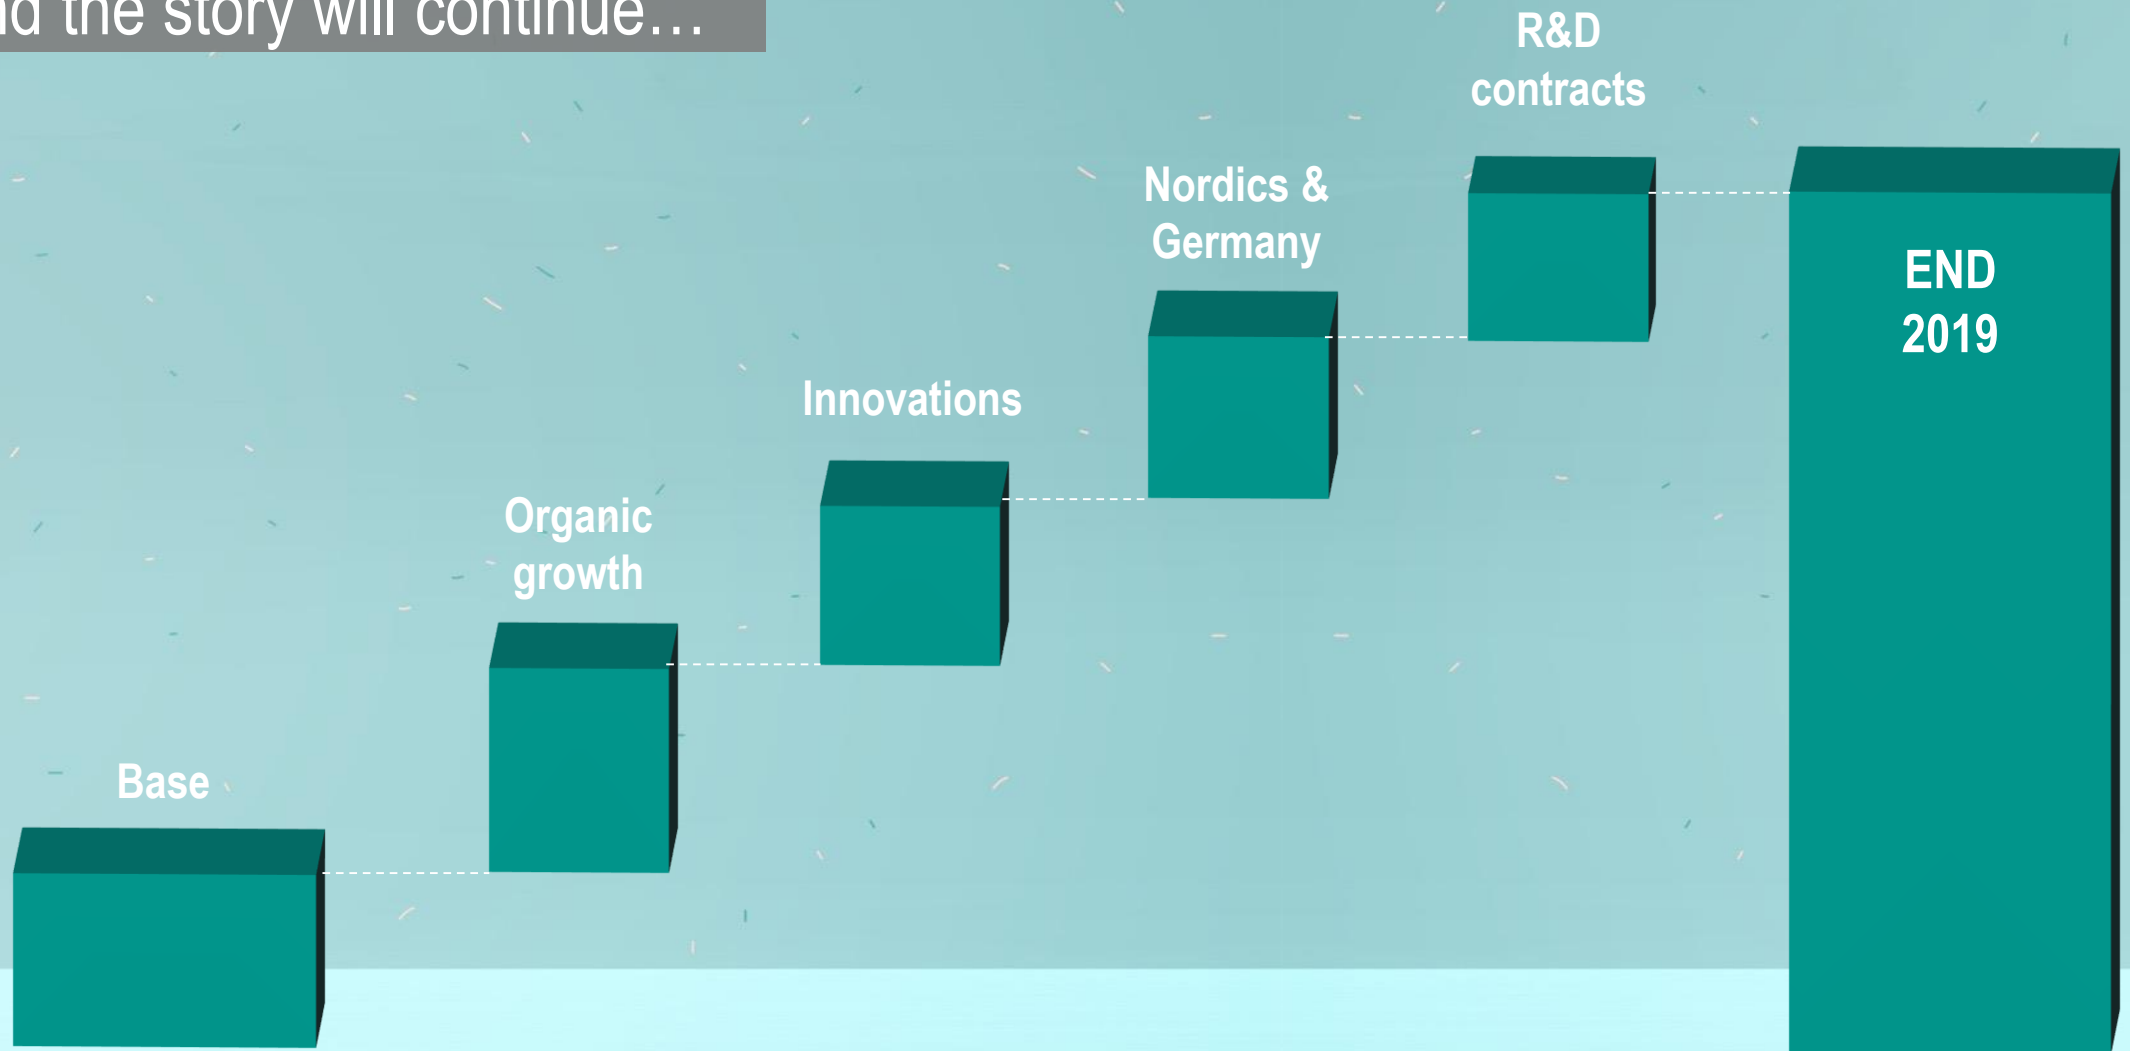 the story will continue…
R&D
contracts
Nordics &
Germany
END
2019
Innovations
Organic
growth
Base